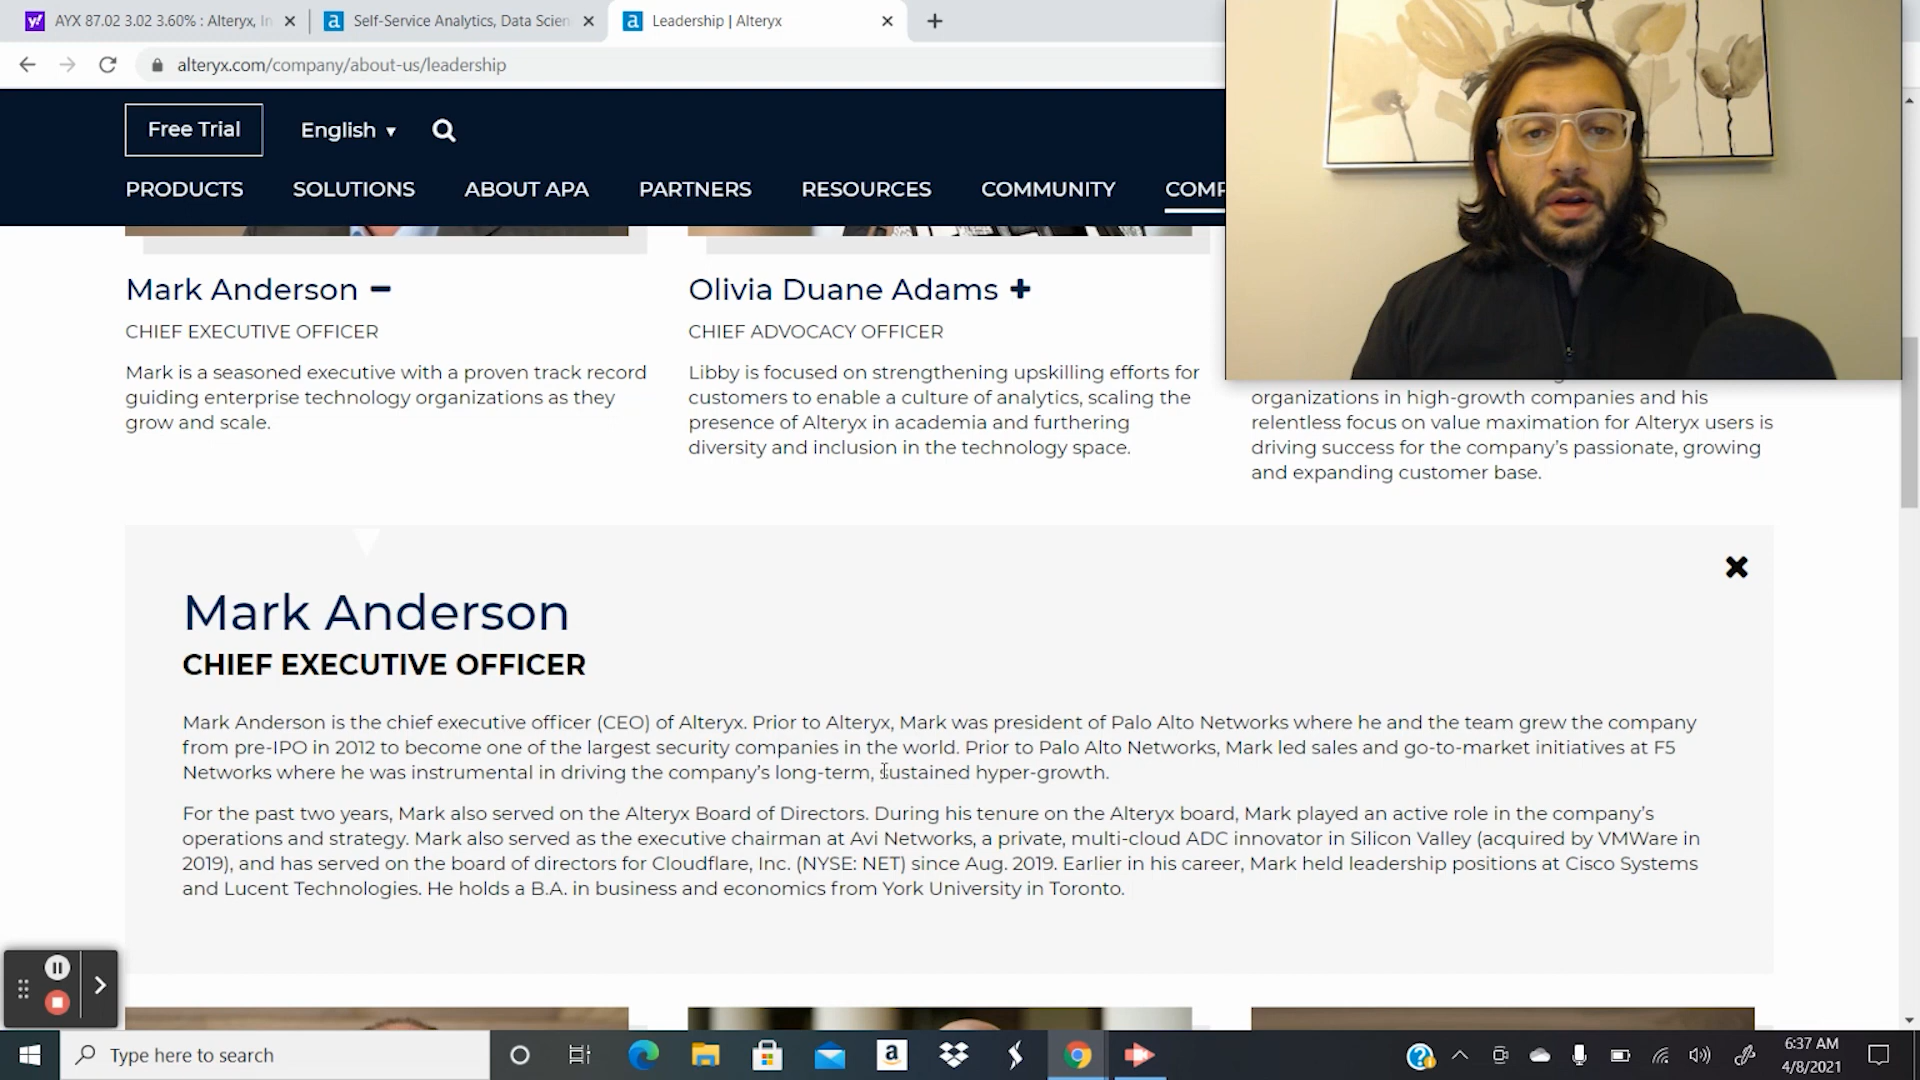 AYX 87.02 3.02 3.60% : Alteryx, In
Self-Service Analytics, Data Scien
Leadership | Alteryx
alteryx.com/company/about-us/leadership
Free Trial
English ▼
PRODUCTS
SOLUTIONS
ABOUT APA
PARTNERS
RESOURCES
COMMUNITY
COMP
Mark Anderson
CHIEF EXECUTIVE OFFICER
Mark is a seasoned executive with a proven track record
guiding enterprise technology organizations as they
grow and scale.
Olivia Duane Adams +
CHIEF ADVOCACY OFFICER
Libby is focused on strengthening upskilling efforts for
customers to enable a culture of analytics, scaling the
presence of Alteryx in academia and furthering
diversity and inclusion in the technology space.
organizations in high-growth companies and his
relentless focus on value maximation for Alteryx users is
driving success for the company's passionate, growing
and expanding customer base.
Mark Anderson
CHIEF EXECUTIVE OFFICER
Mark Anderson is the chief executive officer (CEO) of Alteryx. Prior to Alteryx, Mark was president of Palo Alto Networks where he and the team grew the company
from pre-IPO in 2012 to become one of the largest security companies in the world. Prior to Palo Alto Networks, Mark led sales and go-to-market initiatives at F5
Networks where he was instrumental in driving the company's long-term, sustained hyper-growth.
For the past two years, Mark also served on the Alteryx Board of Directors. During his tenure on the Alteryx board, Mark played an active role in the company's
operations and strategy. Mark also served as the executive chairman at Avi Networks, a private, multi-cloud ADC innovator in Silicon Valley (acquired by VMWare in
2019), and has served on the board of directors for Cloudflare, Inc. (NYSE: NET) since Aug. 2019. Earlier in his career, Mark held leadership positions at Cisco Systems
and Lucent Technologies. He holds a B.A. in business and economics from York University in Toronto.
Type here to search
6:37 AM
4/8/2021